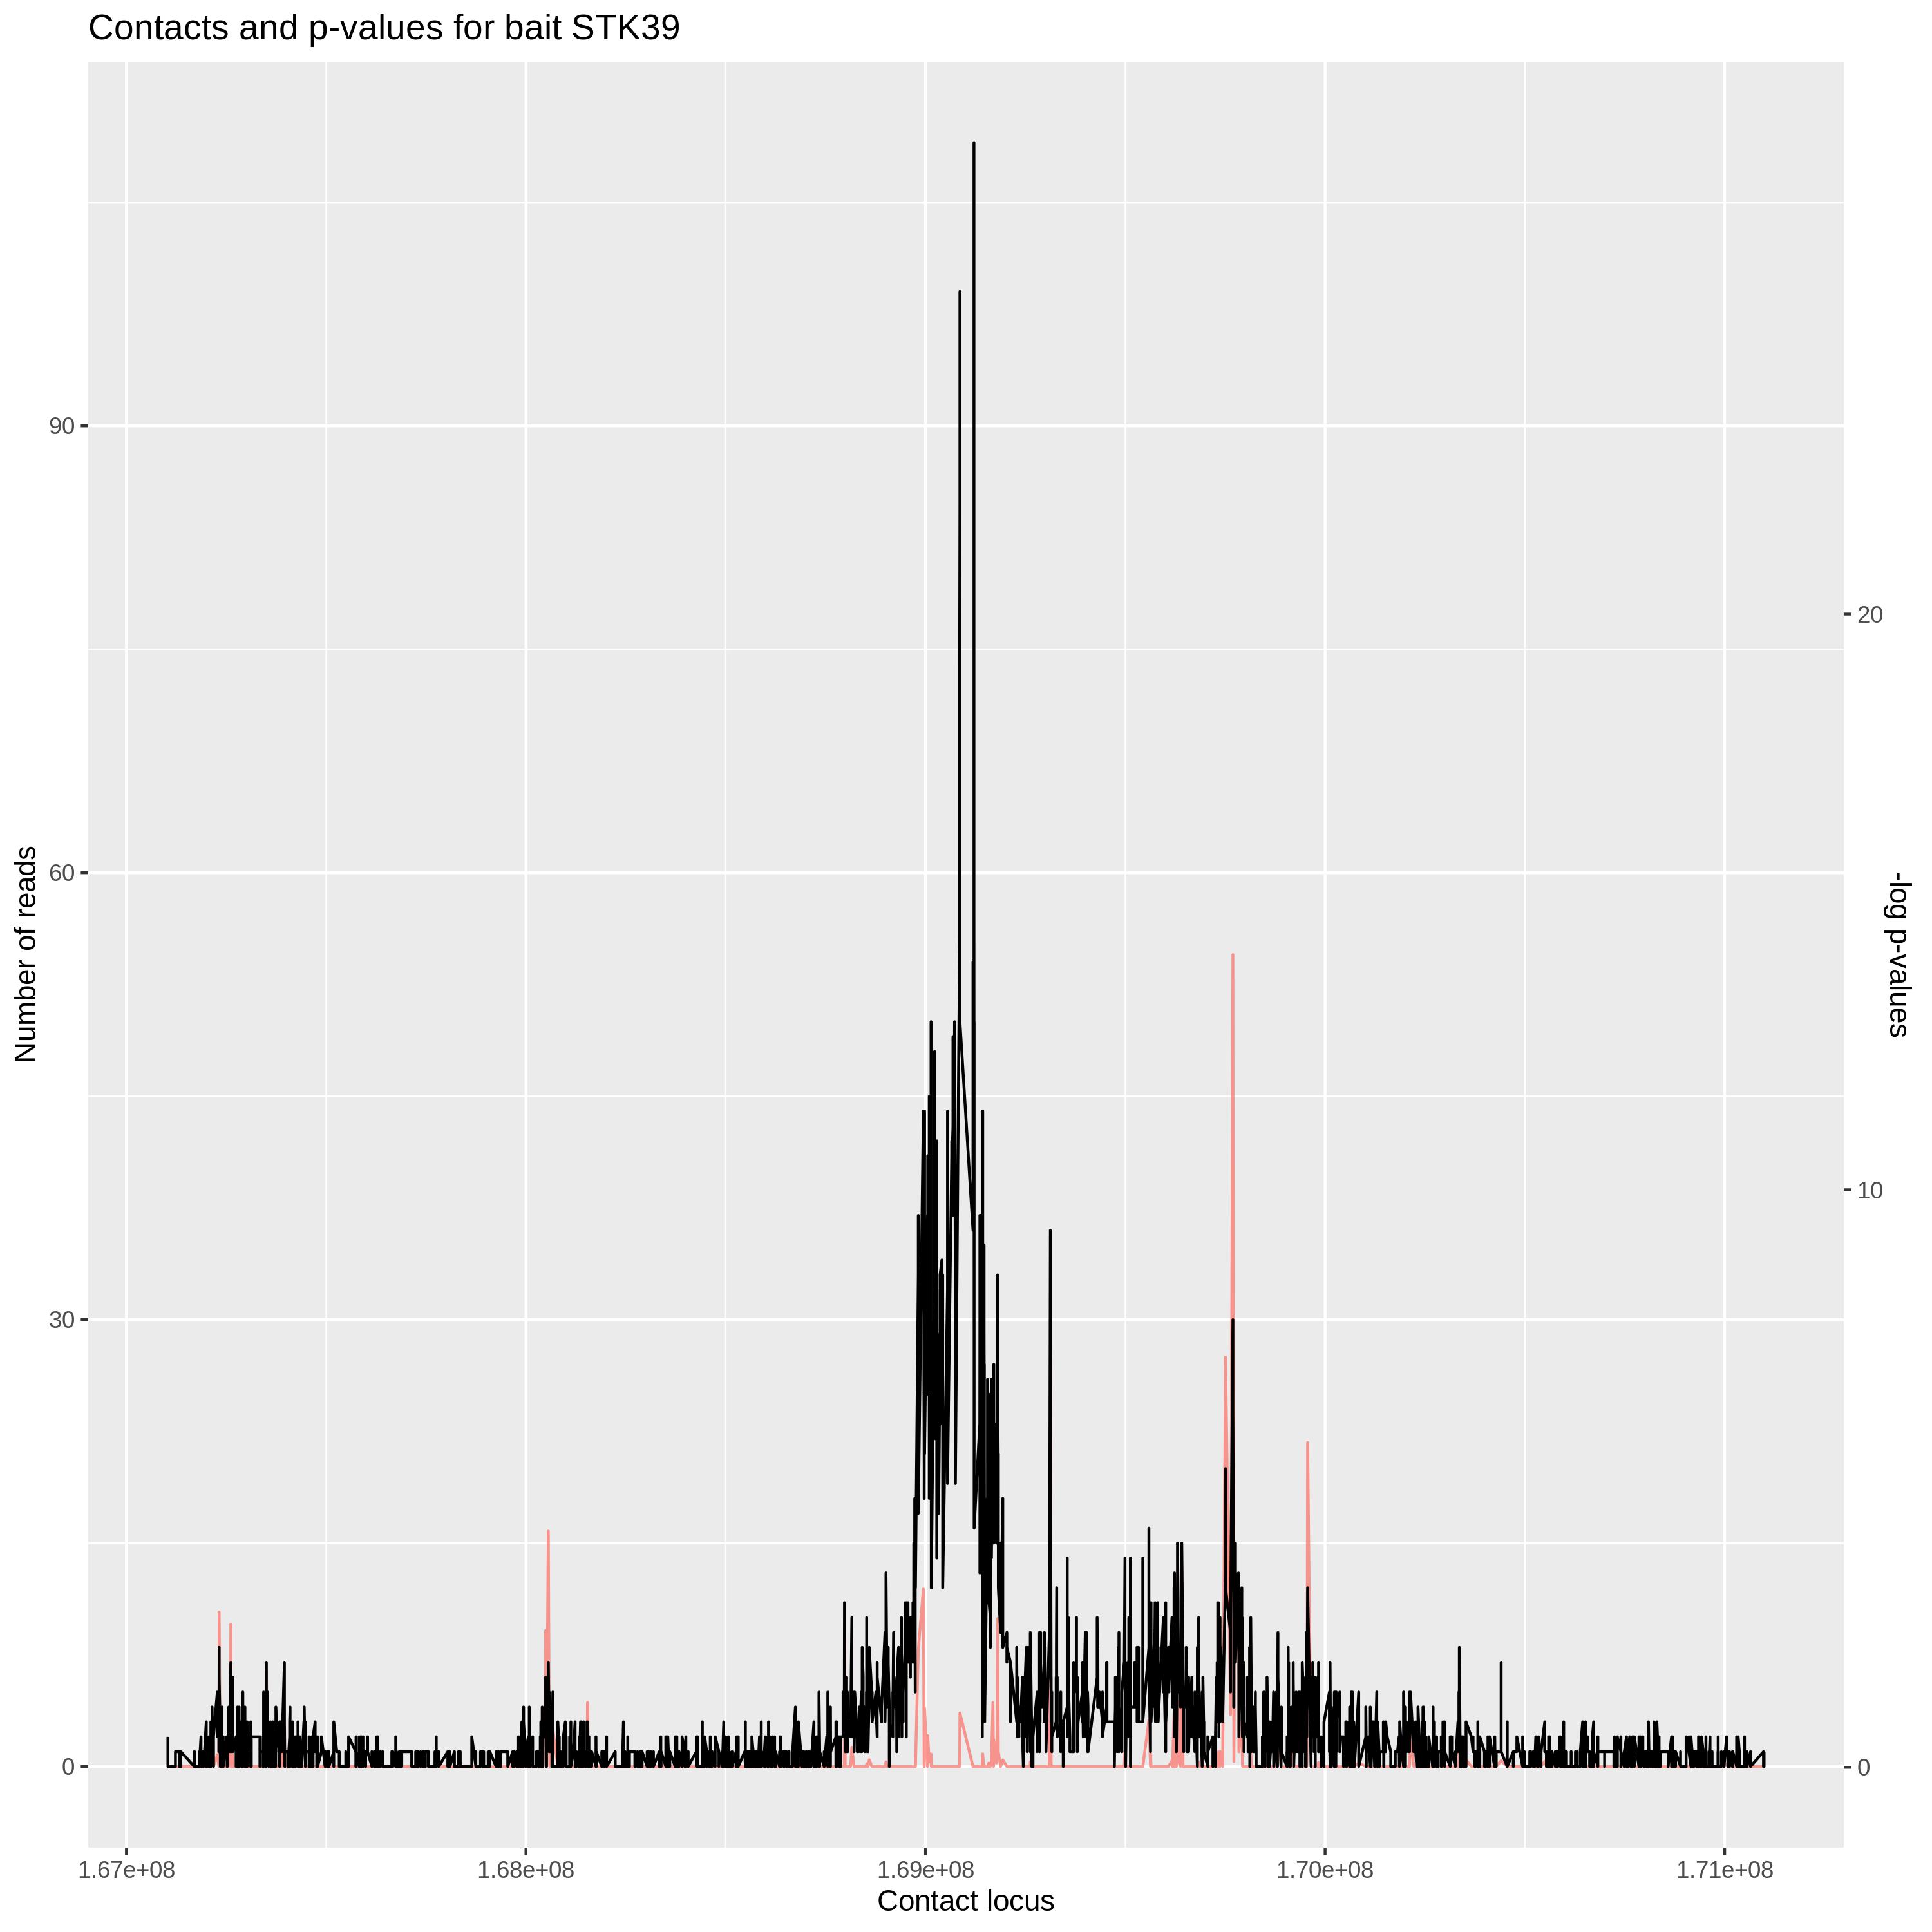 Contacts and p-values for bait STK39
Number of reads
90
60
30
0
20
10
0
-log p-values
1.67e+08 1.68e+08 1.69e+08 1.70e+08 1.71e+08
Contact locus